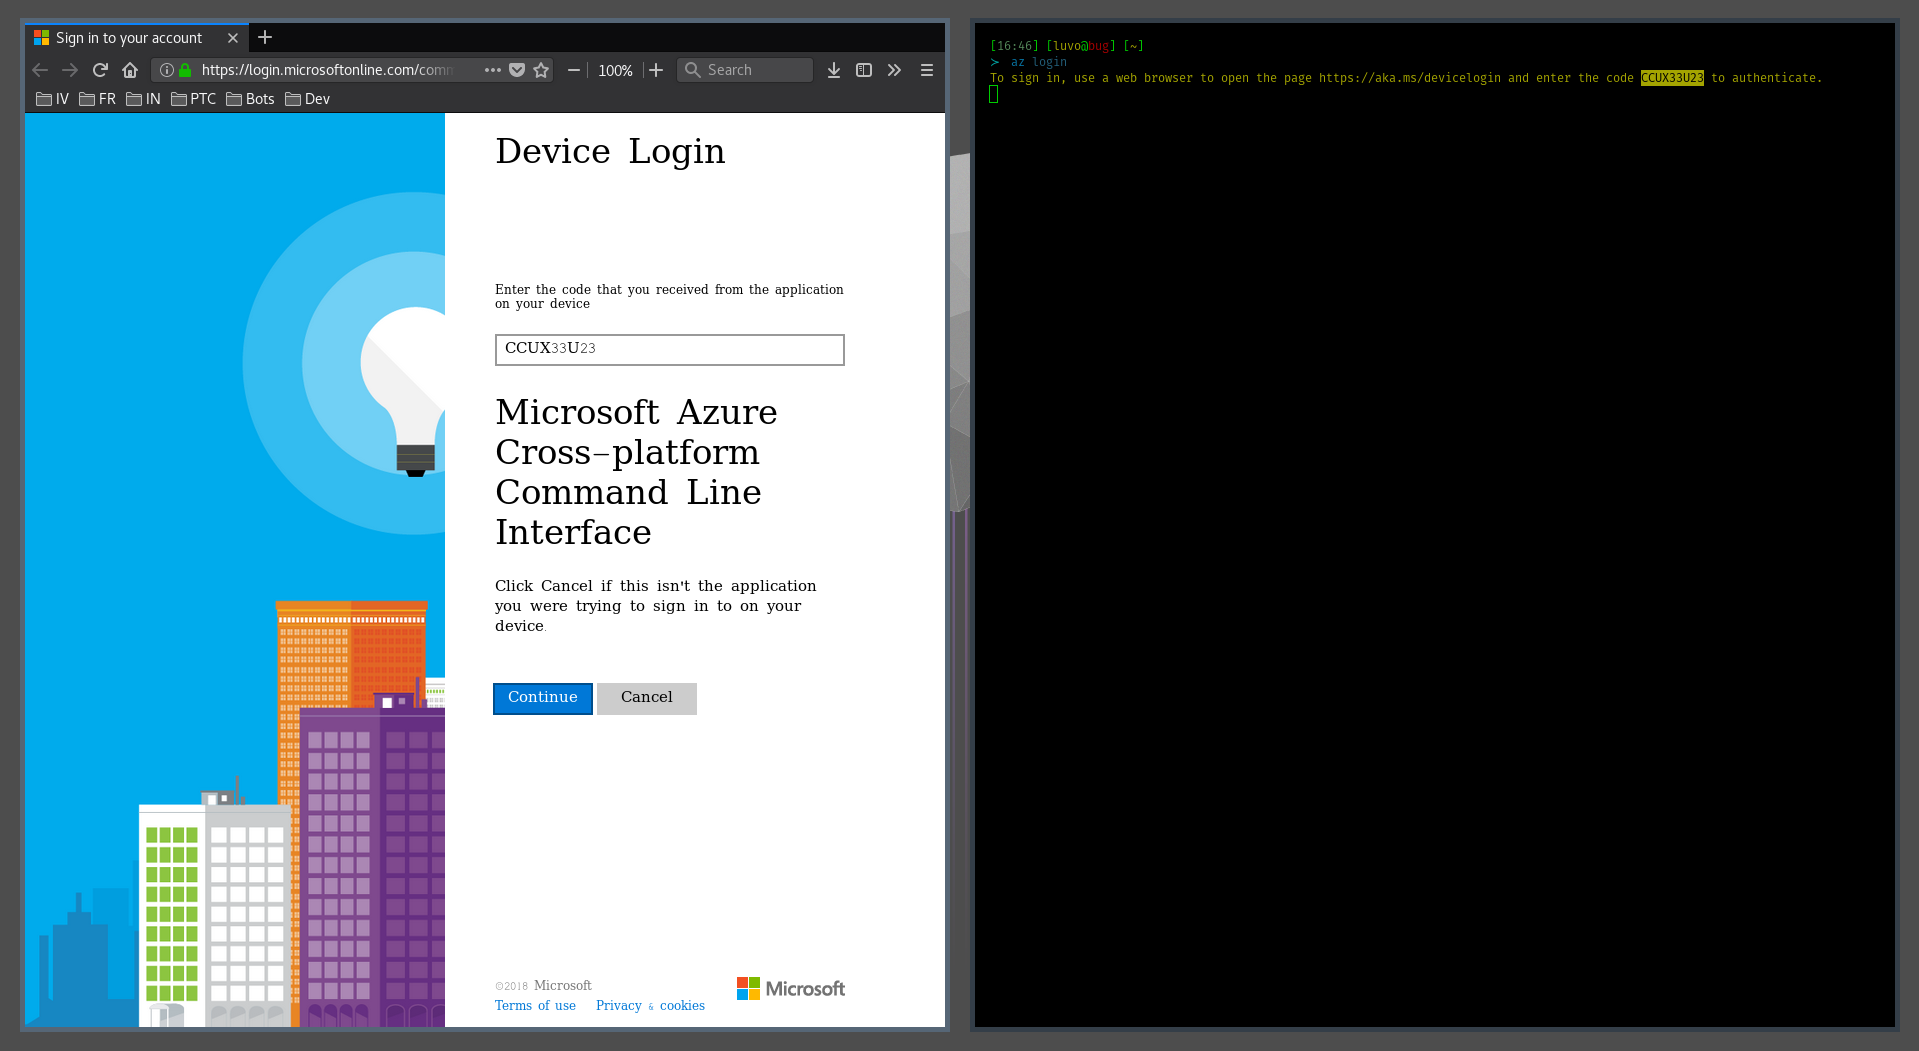 Sign in to your account
https://login.microsoftonline.com/comm
100%
Search
IV FR IN PTC Bots Dev
Device Login
Enter the code that you received from the application
on your device
CCUX33U23
Microsoft Azure
Cross-platform
Command Line
Interface
Click Cancel if this isn't the application
you were trying to sign in to on your
device.
Continue Cancel
©2018 Microsoft
Terms of use Privacy & cookies
Microsoft
[16:46] [luvo@bug] [~]
≻ az login
To sign in, use a web browser to open the page https://aka.ms/devicelogin and enter the code CCUX33U23 to authenticate.